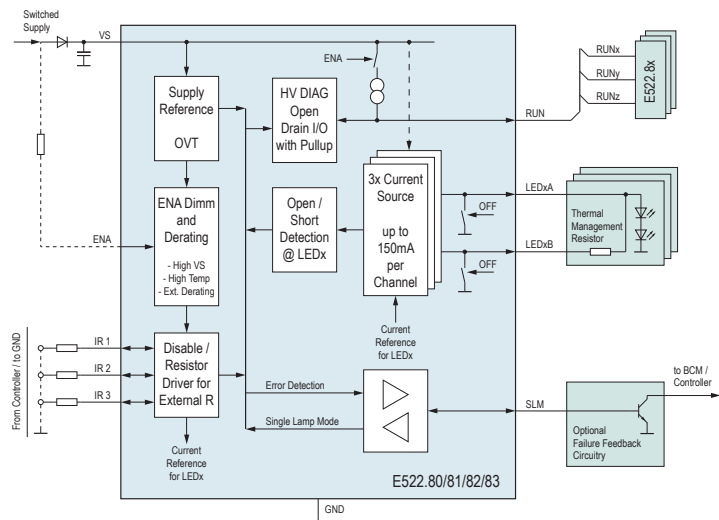 Switched
Supply
VS
ENA
Supply
Reference
OVT
HV DIAG
Open
Drain I/O
with Pullup
RUN
RUNx
RUNy
RUNz
E522.8x
ENA Dimm
and
Derating
- High VS
- High Temp
- Ext. Derating
ENA
Open /
Short
Detection
@ LEDx
3x Current
Source
up to
150mA
per
Channel
OFF
OFF
LEDxA
LEDxB
Thermal
Management
Resistor
Current
Reference
for LEDx
From Controller / to GND
IR 1
IR 2
IR 3
Disable /
Resistor
Driver for
External R
Current
Reference
for LEDx
Error Detection
Single Lamp Mode
SLM
to BCM /
Controller
Optional
Failure Feedback
Circuitry
E522.80/81/82/83
GND